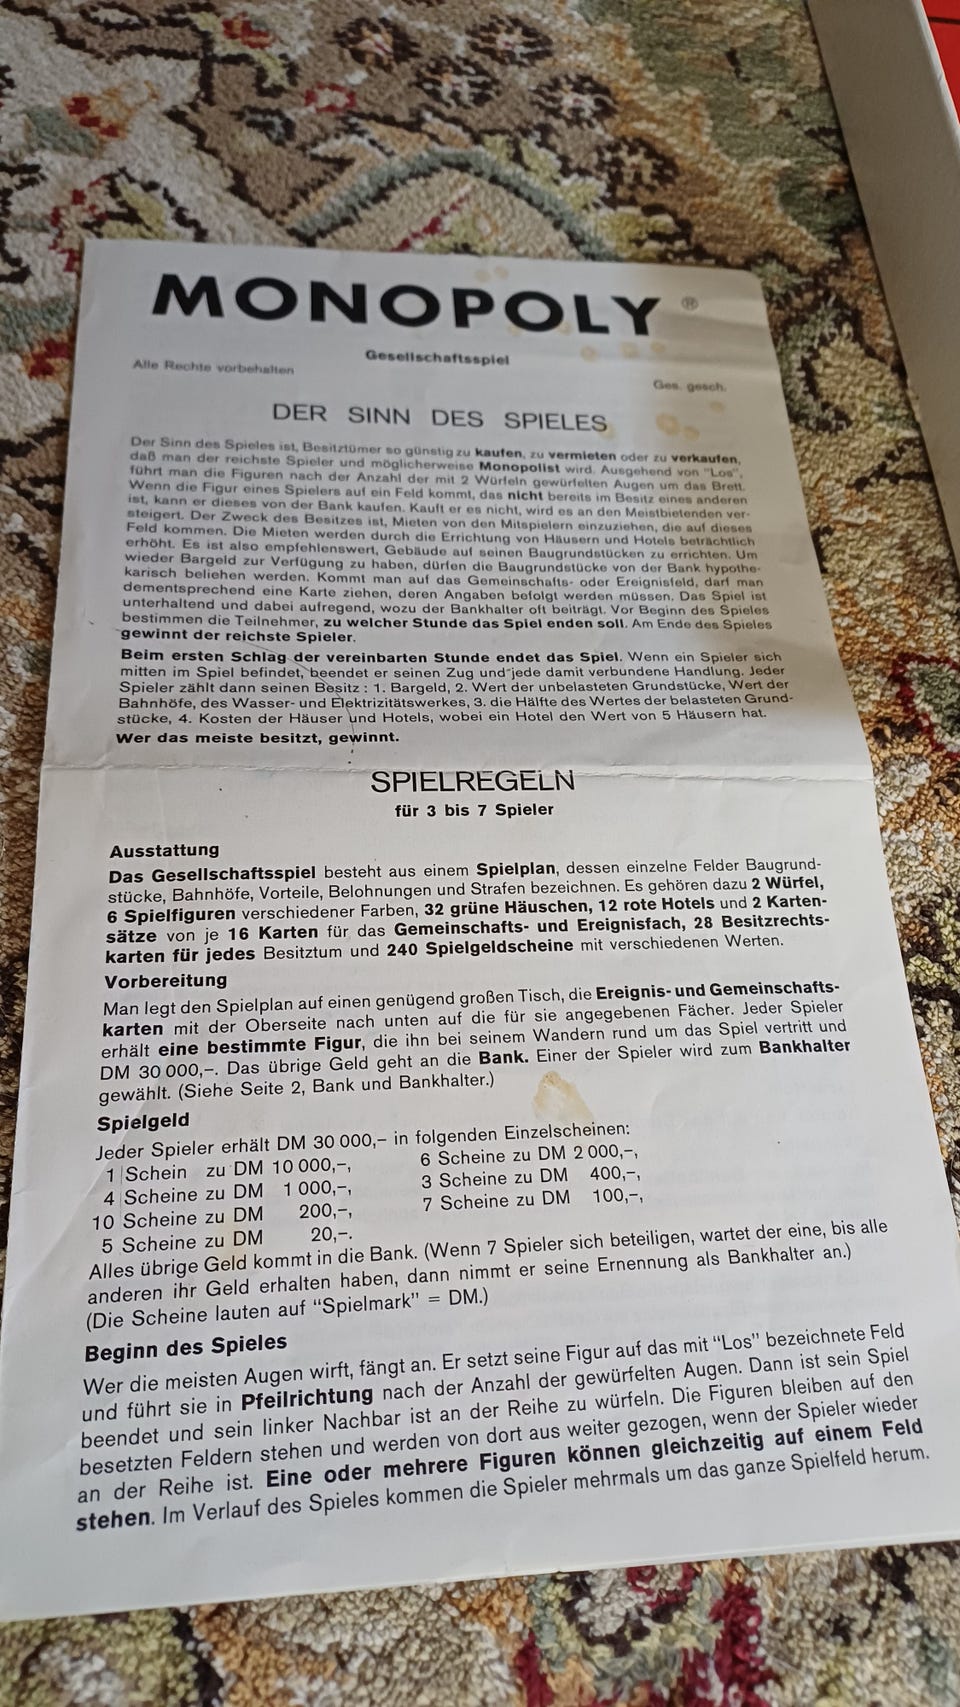 MONOPOLY ®
Gesellschaftsspiel
Alle Rechte vorbehalten
Ges. gesch.
DER SINN DES SPIELES
Der Sinn des Spieles ist, Besitztümer so günstig zu kaufen, zu vermieten oder zu verkaufen,
daß man der reichste Spieler und möglicherweise Monopolist wird. Ausgehend von "Los",
führt man die Figuren nach der Anzahl der mit 2 Würfeln gewürfelten Augen um das Brett.
Wenn die Figur eines Spielers auf ein Feld kommt, das nicht bereits im Besitz eines anderen
ist, kann er dieses von der Bank kaufen. Kauft er es nicht, wird es an den Meistbietenden ver-
steigert. Der Zweck des Besitzes ist, Mieten von den Mitspielern einzuziehen, die auf dieses
Feld kommen. Die Mieten werden durch die Errichtung von Häusern und Hotels beträchtlich
erhöht. Es ist also empfehlenswert, Gebäude auf seinen Baugrundstücken zu errichten. Um
wieder Bargeld zur Verfügung zu haben, dürfen die Baugrundstücke von der Bank hypothe-
karisch beliehen werden. Kommt man auf das Gemeinschafts- oder Ereignisfeld, darf man
dementsprechend eine Karte ziehen, deren Angaben befolgt werden müssen. Das Spiel ist
unterhaltend und dabei aufregend, wozu der Bankhalter oft beiträgt. Vor Beginn des Spieles
bestimmen die Teilnehmer, zu welcher Stunde das Spiel enden soll. Am Ende des Spieles
gewinnt der reichste Spieler.
Beim ersten Schlag der vereinbarten Stunde endet das Spiel. Wenn ein Spieler sich
mitten im Spiel befindet, beendet er seinen Zug und jede damit verbundene Handlung. Jeder
Spieler zählt dann seinen Besitz : 1. Bargeld, 2. Wert der unbelasteten Grundstücke, Wert der
Bahnhöfe, des Wasser- und Elektrizitätswerkes, 3. die Hälfte des Wertes der belasteten Grund-
stücke, 4. Kosten der Häuser und Hotels, wobei ein Hotel den Wert von 5 Häusern hat.
Wer das meiste besitzt, gewinnt.
SPIELREGELN
für 3 bis 7 Spieler
Ausstattung
Das Gesellschaftsspiel besteht aus einem Spielplan, dessen einzelne Felder Baugrund-
stücke, Bahnhöfe, Vorteile, Belohnungen und Strafen bezeichnen. Es gehören dazu 2 Würfel,
6 Spielfiguren verschiedener Farben, 32 grüne Häuschen, 12 rote Hotels und 2 Karten-
sätze von je 16 Karten für das Gemeinschafts- und Ereignisfach, 28 Besitzrechts-
karten für jedes Besitztum und 240 Spielgeldscheine mit verschiedenen Werten.
Vorbereitung
Man legt den Spielplan auf einen genügend großen Tisch, die Ereignis- und Gemeinschafts-
karten mit der Oberseite nach unten auf die für sie angegebenen Fächer. Jeder Spieler
erhält eine bestimmte Figur, die ihn bei seinem Wandern rund um das Spiel vertritt und
DM 30 000,–. Das übrige Geld geht an die Bank. Einer der Spieler wird zum Bankhalter
gewählt. (Siehe Seite 2, Bank und Bankhalter.)
Spielgeld
Jeder Spieler erhält DM 30 000,– in folgenden Einzelscheinen:
1 Schein zu DM 10 000,–, 6 Scheine zu DM 2 000,–,
4 Scheine zu DM 1 000,–, 3 Scheine zu DM 400,–,
10 Scheine zu DM 200,–, 7 Scheine zu DM 100,–,
5 Scheine zu DM 20,–.
Alles übrige Geld kommt in die Bank. (Wenn 7 Spieler sich beteiligen, wartet der eine, bis alle
anderen ihr Geld erhalten haben, dann nimmt er seine Ernennung als Bankhalter an.)
(Die Scheine lauten auf "Spielmark" = DM.)
Beginn des Spieles
Wer die meisten Augen wirft, fängt an. Er setzt seine Figur auf das mit "Los" bezeichnete Feld
und führt sie in Pfeilrichtung nach der Anzahl der gewürfelten Augen. Dann ist sein Spiel
beendet und sein linker Nachbar ist an der Reihe zu würfeln. Die Figuren bleiben auf den
besetzten Feldern stehen und werden von dort aus weiter gezogen, wenn der Spieler wieder
an der Reihe ist. Eine oder mehrere Figuren können gleichzeitig auf einem Feld
stehen. Im Verlauf des Spieles kommen die Spieler mehrmals um das ganze Spielfeld herum.